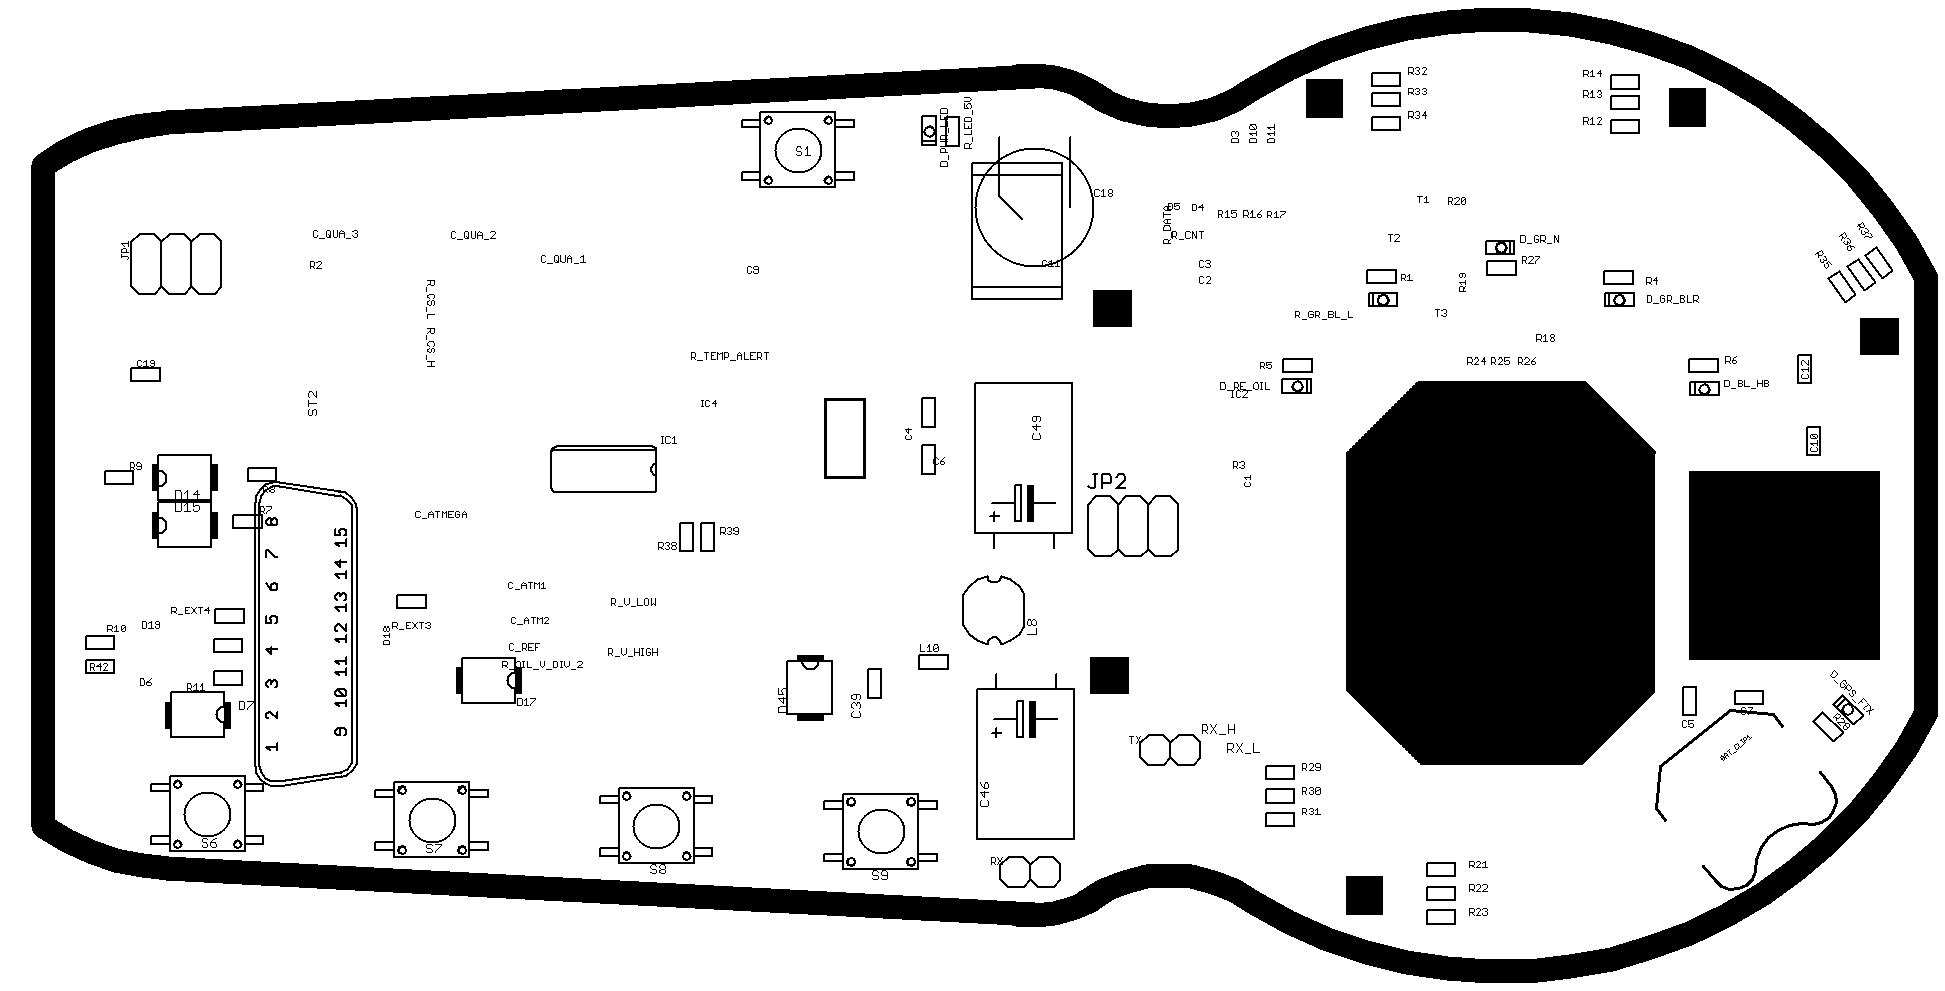 R32
R33
R34
R14
R13
R12
S1
D_PWR_LED
R_LED_5V
D3
D10
D11
C18
T1
R20
D5
D4
R15 R16 R17
R_DATA
R_CNT
JP1
C_QUA_3
C_QUA_2
C_QUA_1
R2
C9
C11
C3
C2
T2
D_GR_N
R27
R1
R19
R4
D_GR_BLR
R35
R36
R37
R_CS_L
R_CS_H
R_GR_BL_L
T3
R18
R_TEMP_ALERT
C19
R5
D_RE_OIL
IC2
R24 R25 R26
R6
D_BL_HB
C12
ST2
IC4
IC1
C4
C6
C49
C10
R9
R8
D14
D15
R7
R3
C1
JP2
C_ATMEGA
R38
R39
8
7
6
5
4
3
2
1
15
14
13
12
11
10
9
C_ATM1
R_V_LOW
R_EXT4
D19
R10
R42
D18
R_EXT3
C_ATM2
C_REF
R_V_HIGH
R_OIL_V_DIV_2
L8
L10
D6
R11
D7
D17
D45
C39
C5
D_GPS_FIX
R28
TX
RX_H
RX_L
C46
R29
R30
R31
S6
S7
S8
S9
RX
R21
R22
R23